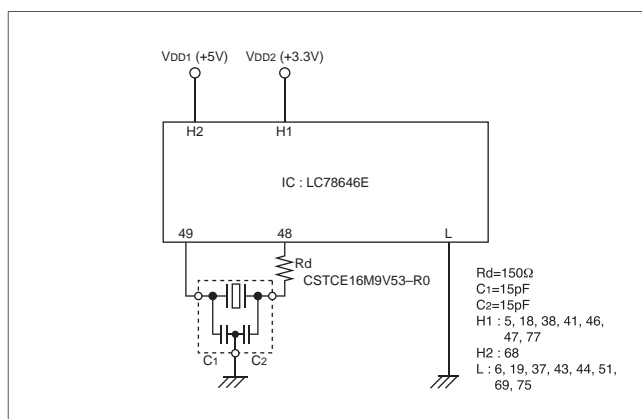 VDD1 (+5V)
VDD2 (+3.3V)
H2
H1
IC : LC78646E
49
48
L
Rd
CSTCE16M9V53–R0
C1
C2
Rd=150Ω
C1=15pF
C2=15pF
H1 : 5, 18, 38, 41, 46,
47, 77
H2 : 68
L : 6, 19, 37, 43, 44, 51,
69, 75